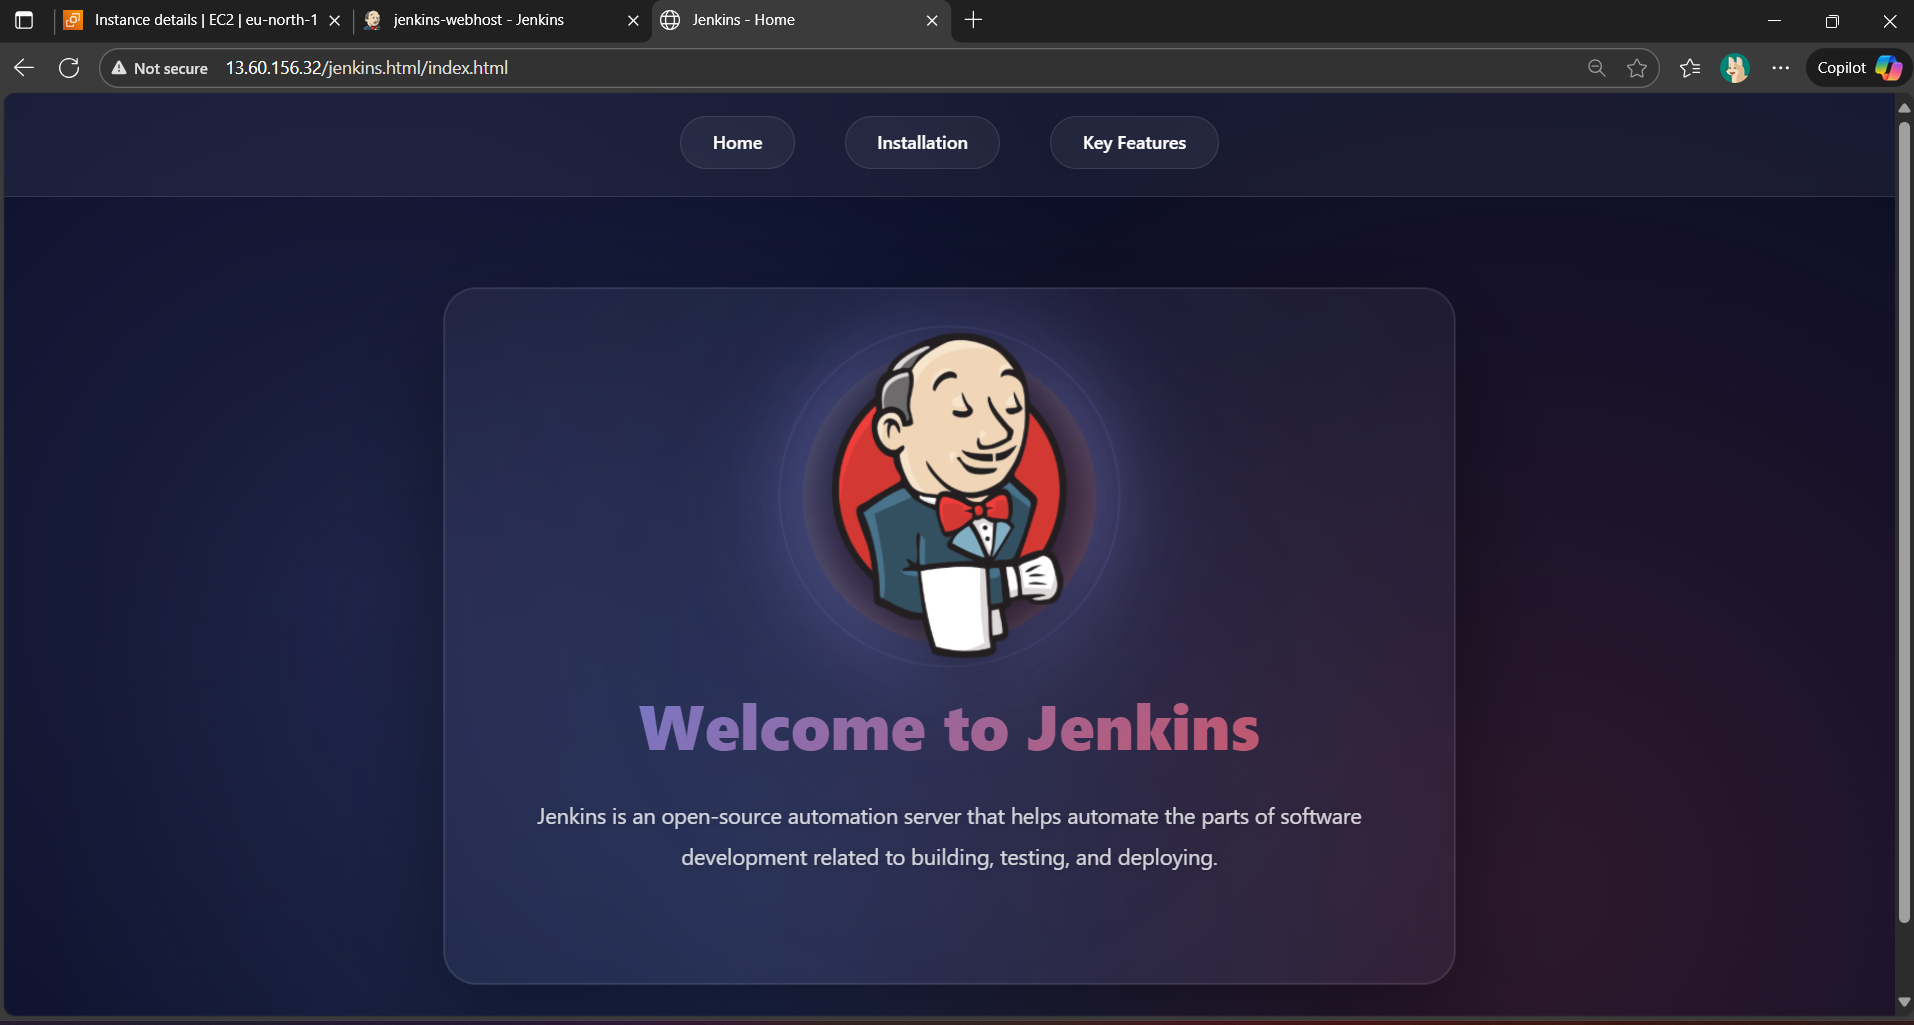 Instance details | EC2 | eu-north-1
jenkins-webhost - Jenkins
Jenkins - Home
Not secure
13.60.156.32/jenkins.html/index.html
Copilot
Home
Installation
Key Features
Welcome to Jenkins
Jenkins is an open-source automation server that helps automate the parts of software
development related to building, testing, and deploying.